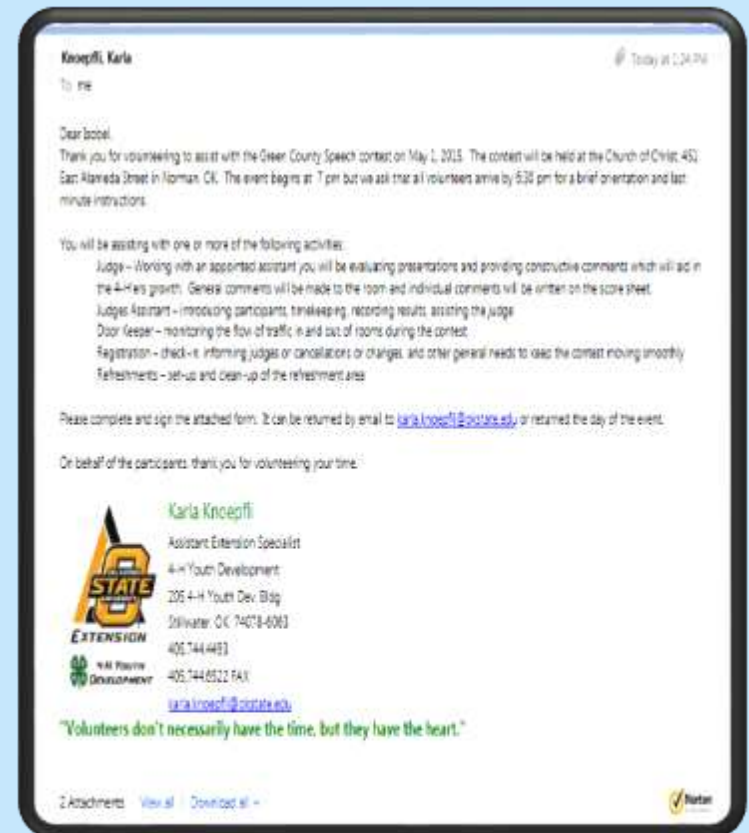 Knoepfli, Karla
Today at 1:24 PM
To me
Dear Isobel,
Thank you for volunteering to assist with the Green County Speech contest on May 1, 2015. The contest will be held at the Church of Christ, 451
East Alameda Street in Norman, OK. The event begins at 7 pm but we ask that all volunteers arrive by 6:30 pm for a brief orientation and last
minute instructions.
You will be assisting with one or more of the following activities:
Judge – Working with an appointed assistant you will be evaluating presentations and providing constructive comments which will aid in
the 4-H'ers growth. General comments will be made to the room and individual comments will be written on the score sheet.
Judges Assistant – introducing participants, timekeeping, recording results, assisting the judge
Door Keeper – monitoring the flow of traffic in and out of rooms during the contest
Registration – check-in, informing judges or cancellations or changes, and other general needs to keep the contest moving smoothly
Refreshments – set-up and clean-up of the refreshment area
Please complete and sign the attached form. It can be returned by email to karla.knoepfli@okstate.edu or returned the day of the event.
On behalf of the participants, thank you for volunteering your time.
Karla Knoepfli
Assistant Extension Specialist
4-H Youth Development
205 4-H Youth Dev. Bldg
Stillwater, OK 74078-6063
405.744.4493
405.744.6522 FAX
karla.knoepfli@okstate.edu
STATE
EXTENSION
4-H YOUTH
DEVELOPMENT
"Volunteers don't necessarily have the time, but they have the heart."
2 Attachments View all Download all
Norton